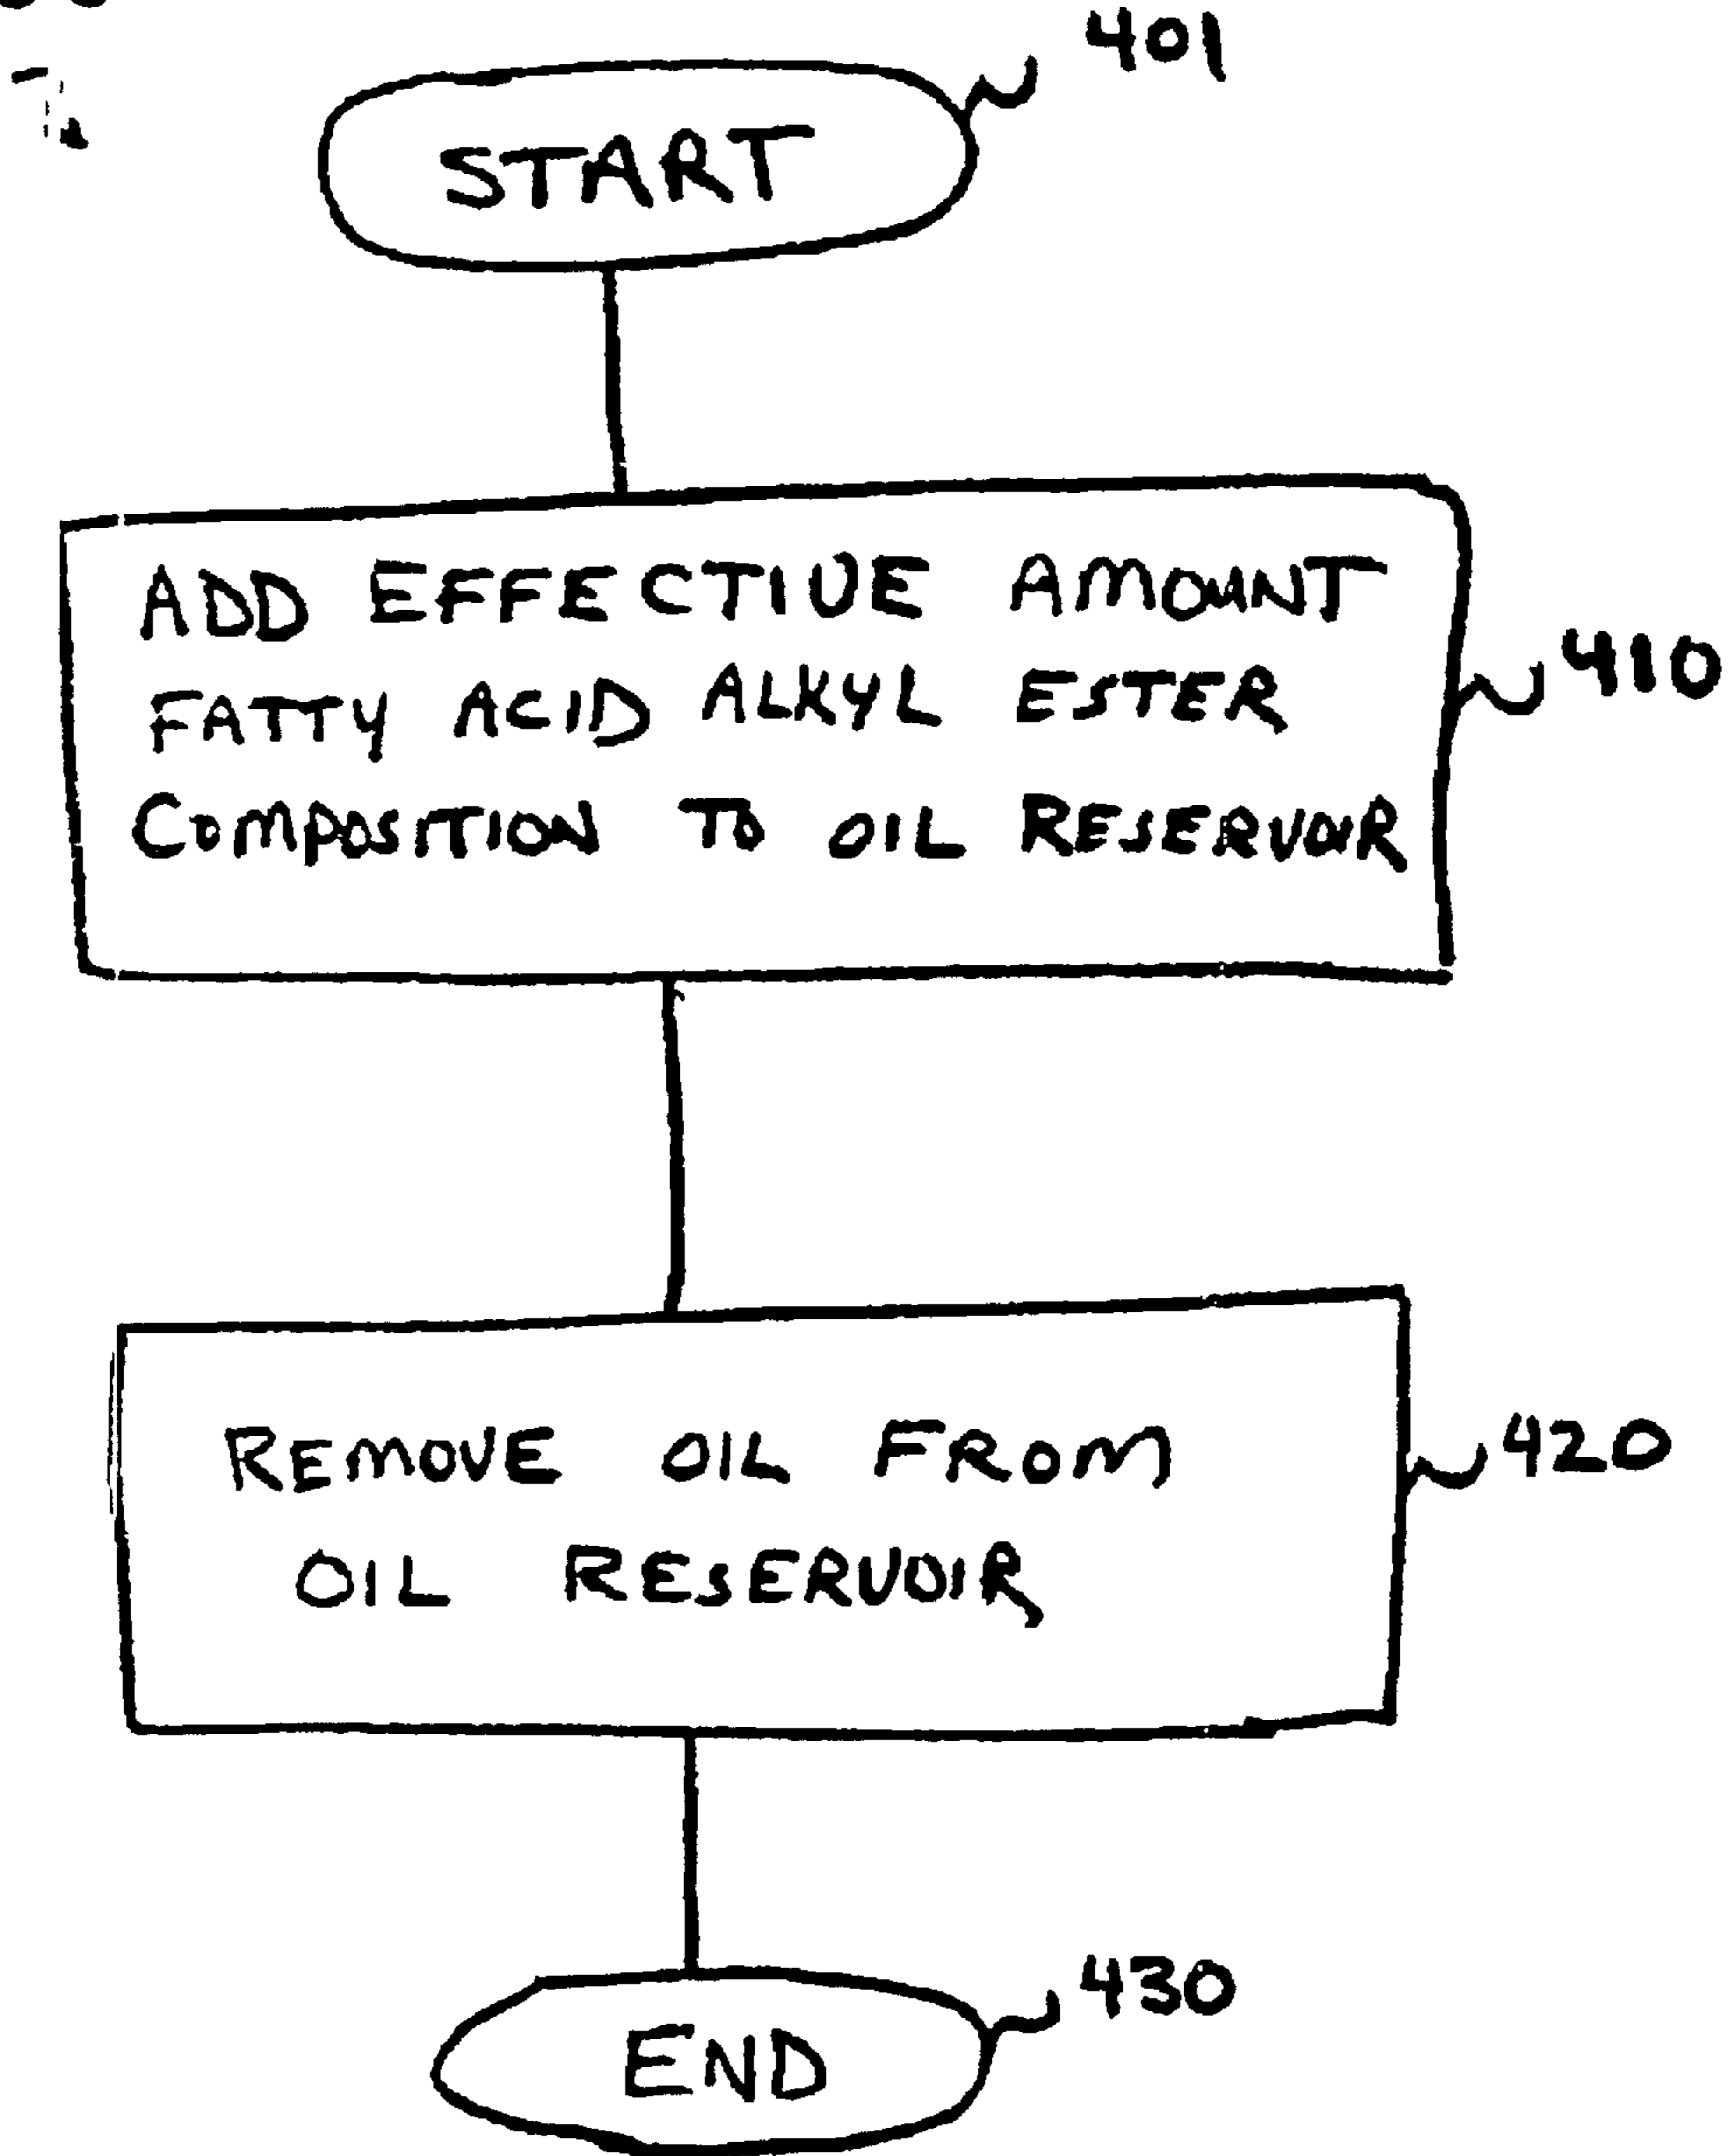 401
START
ADD EFFECTIVE AMOUNT
FATTY ACID ALKYL ESTER
COMPOSITION TO OIL RESERVOIR
410
REMOVE OIL FROM
OIL RESERVOIR
420
430
END